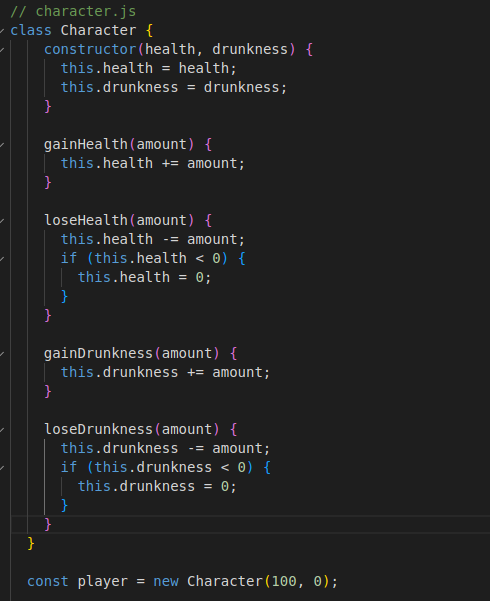 // character.js
class Character {
    constructor(health, drunkness) {
      this.health = health;
      this.drunkness = drunkness;
    }

    gainHealth(amount) {
      this.health += amount;
    }

    loseHealth(amount) {
      this.health -= amount;
      if (this.health < 0) {
        this.health = 0;
      }
    }

    gainDrunkness(amount) {
      this.drunkness += amount;
    }

    loseDrunkness(amount) {
      this.drunkness -= amount;
      if (this.drunkness < 0) {
        this.drunkness = 0;
      }
    }
  }

  const player = new Character(100, 0);